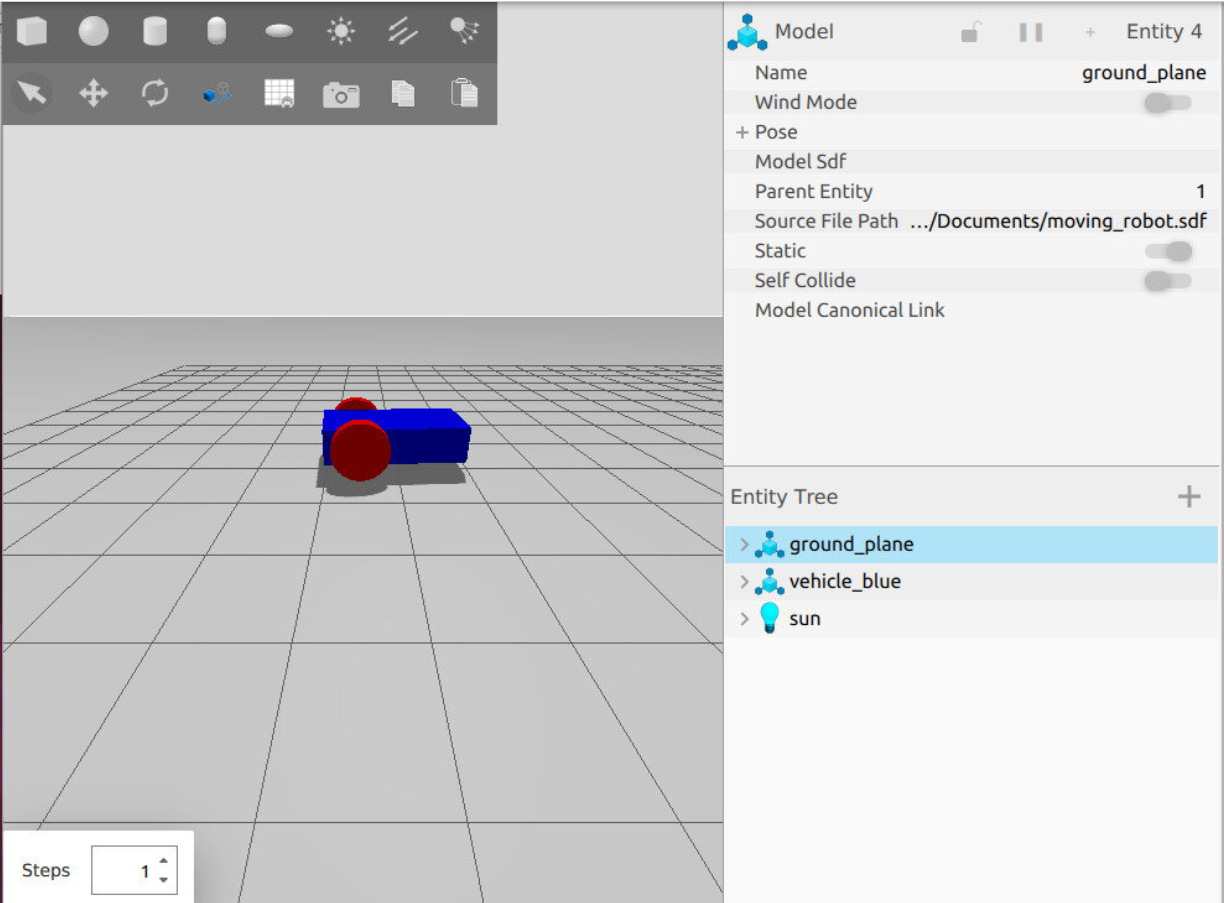 Model Entity 4
Name ground_plane
Wind Mode
+ Pose
Model Sdf
Parent Entity 1
Source File Path .../Documents/moving_robot.sdf
Static
Self Collide
Model Canonical Link
Entity Tree
ground_plane
vehicle_blue
sun
Steps 1